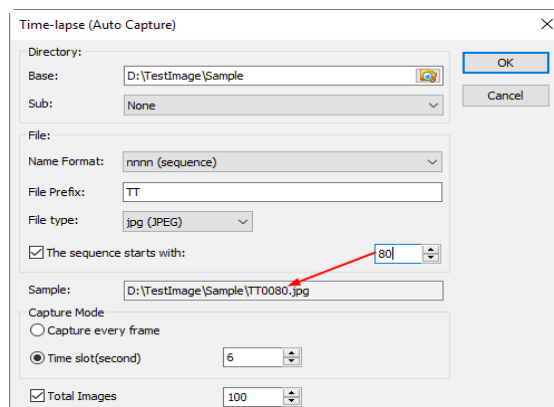 Time-lapse (Auto Capture)
Directory:
OK
Base: D:\TestImage\Sample
Cancel
Sub: None
File:
Name Format: nnnn (sequence)
File Prefix: TT
File type: jpg (JPEG)
The sequence starts with: 80
Sample: D:\TestImage\Sample\TT0080.jpg
Capture Mode
Capture every frame
Time slot(second) 6
Total Images 100